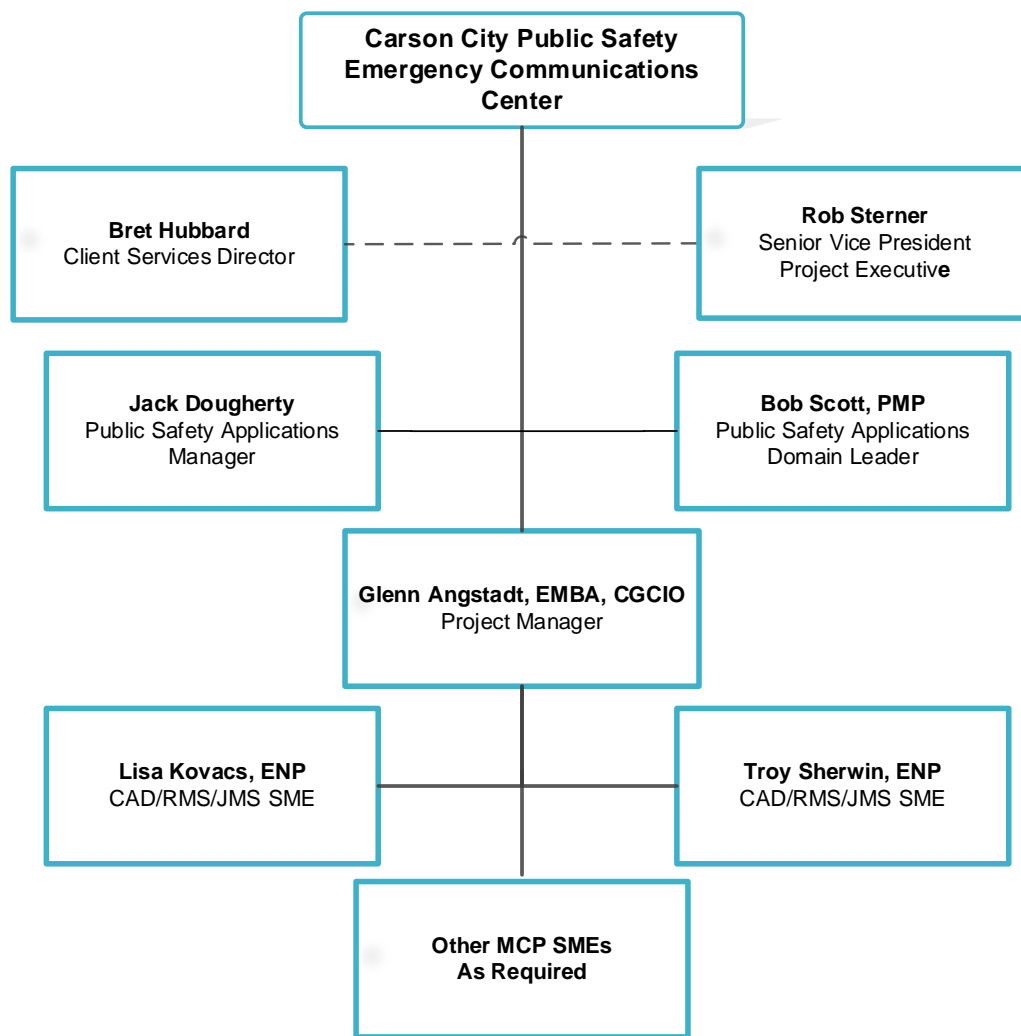 Carson City Public Safety
Emergency Communications
Center
Bret Hubbard
Client Services Director
Rob Sterner
Senior Vice President
Project Executive
Jack Dougherty
Public Safety Applications
Manager
Bob Scott, PMP
Public Safety Applications
Domain Leader
Glenn Angstadt, EMBA, CGCIO
Project Manager
Lisa Kovacs, ENP
CAD/RMS/JMS SME
Troy Sherwin, ENP
CAD/RMS/JMS SME
Other MCP SMEs
As Required